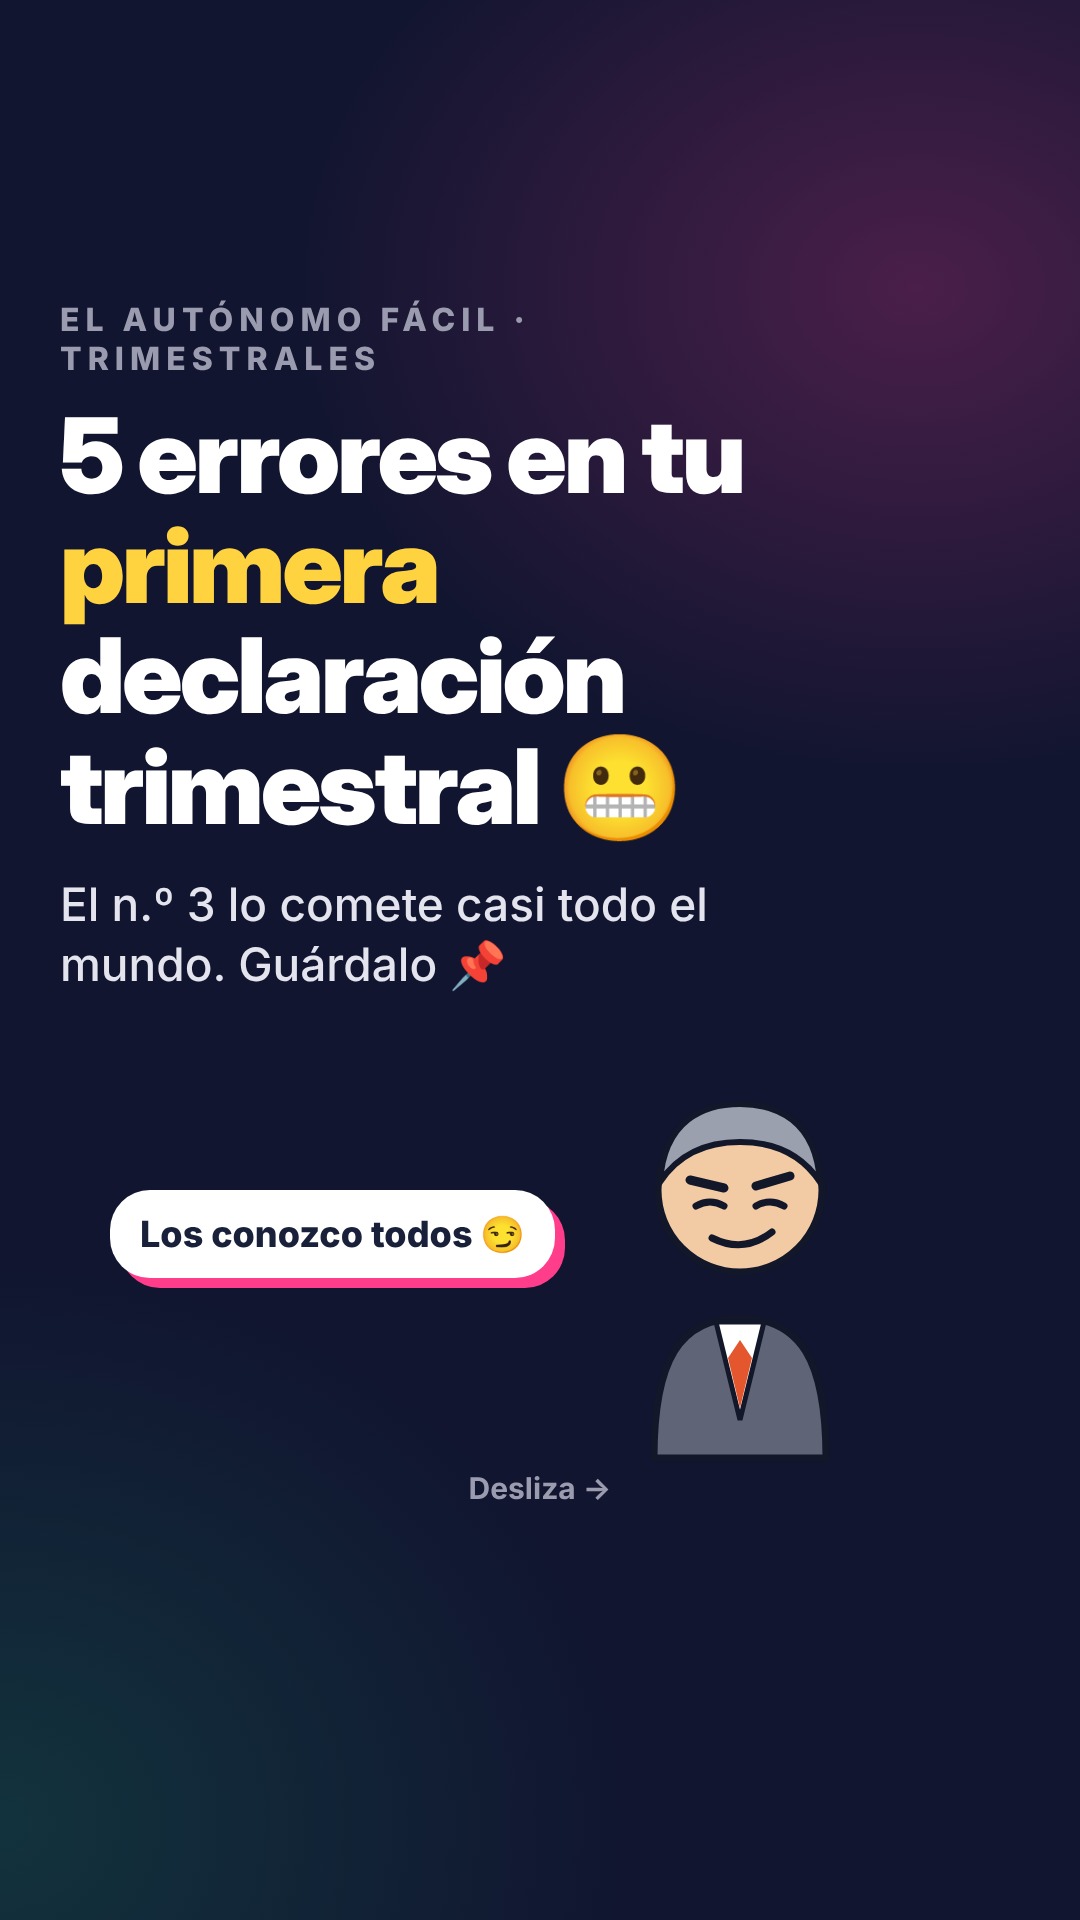 EL AUTÓNOMO FÁCIL ·
TRIMESTRALES
5 errores en tu
primera
declaración
trimestral 😬
El n.º 3 lo comete casi todo el
mundo. Guárdalo 📌
Los conozco todos 😏
Desliza →